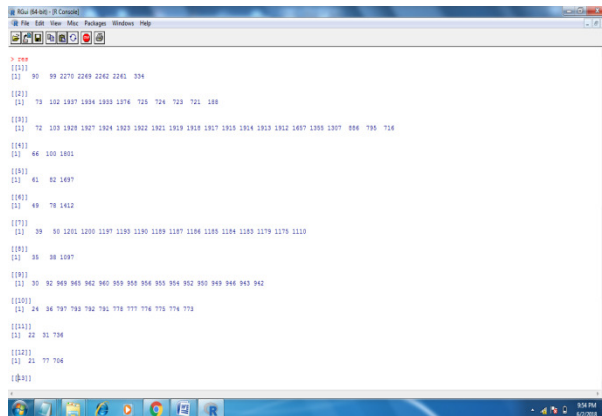 RGui (64-bit) - [R Console]
File Edit View Misc Packages Windows Help
> res
[[1]]
[1] 90 99 2270 2269 2262 2261 334
[[2]]
[1] 73 102 1937 1934 1933 1376 725 724 723 721 188
[[3]]
[1] 72 103 1928 1927 1924 1923 1922 1921 1919 1918 1917 1915 1914 1913 1912 1657 1355 1307 886 795 716
[[4]]
[1] 66 100 1801
[[5]]
[1] 61 82 1697
[[6]]
[1] 49 78 1412
[[7]]
[1] 39 50 1201 1200 1197 1193 1190 1189 1187 1186 1185 1184 1183 1179 1175 1110
[[8]]
[1] 35 38 1097
[[9]]
[1] 30 92 969 965 962 960 959 958 956 955 954 952 950 949 946 943 942
[[10]]
[1] 24 36 797 793 792 791 778 777 776 775 774 773
[[11]]
[1] 22 31 736
[[12]]
[1] 21 77 706
[[13]]
R
9:54 PM
6/2/2018